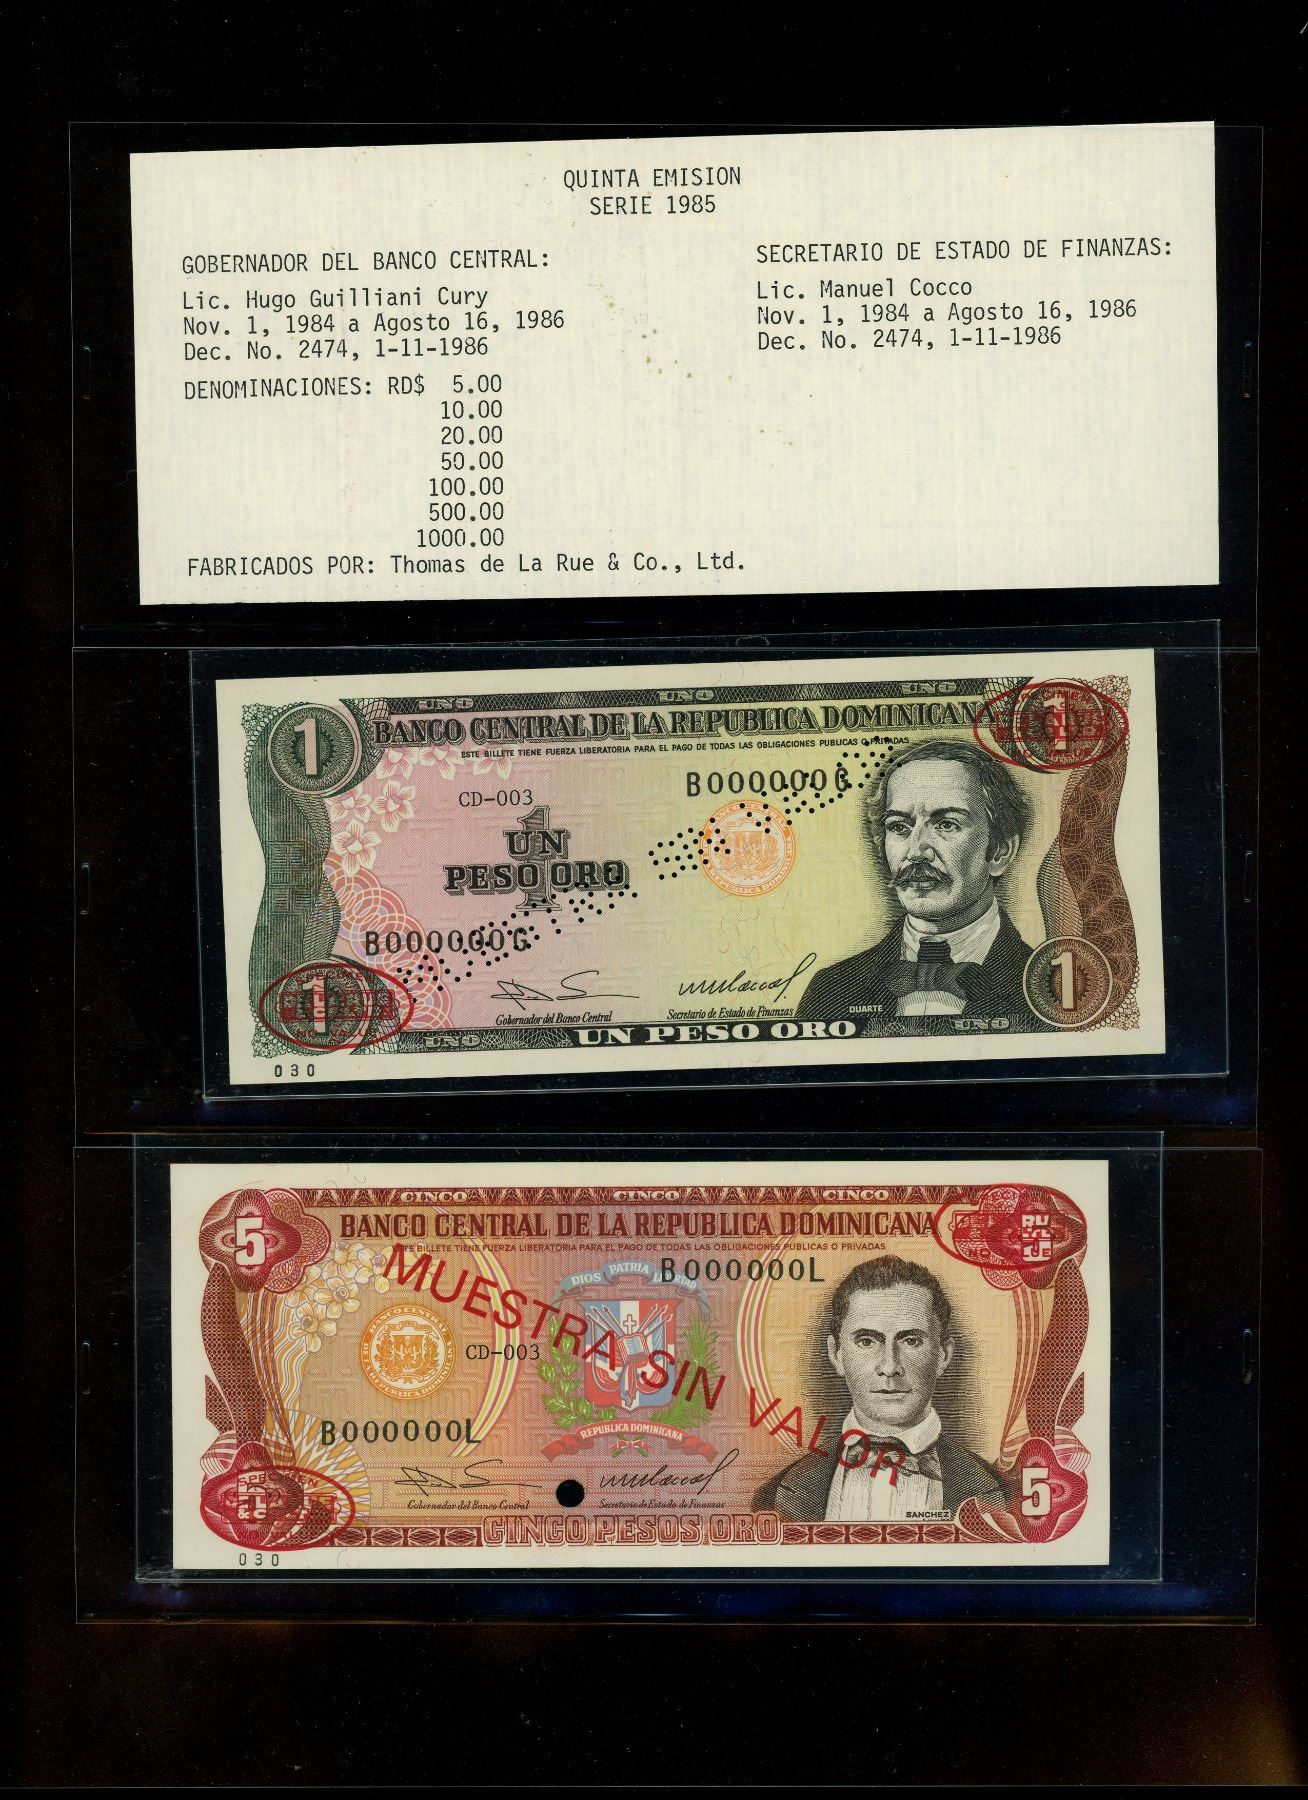 QUINTA EMISION
SERIE 1985
GOBERNADOR DEL BANCO CENTRAL:
Lic. Hugo Guilliani Cury
Nov. 1, 1984 a Agosto 16, 1986
Dec. No. 2474, 1-11-1986
SECRETARIO DE ESTADO DE FINANZAS:
Lic. Manuel Cocco
Nov. 1, 1984 a Agosto 16, 1986
Dec. No. 2474, 1-11-1986
DENOMINACIONES: RD$ 5.00
10.00
20.00
50.00
100.00
500.00
1000.00
FABRICADOS POR: Thomas de La Rue & Co., Ltd.
UNO UNO UNO
1 BANCO CENTRAL DE LA REPUBLICA DOMINICANA 1
ESTE BILLETE TIENE FUERZA LIBERATORIA PARA EL PAGO DE TODAS LAS OBLIGACIONES PUBLICAS O PRIVADAS
B000000G
CD-003
1
UN
PESO ORO
B000000G
Gobernador del Banco Central
Secretario de Estado de Finanzas
DUARTE
1 1
UNO UN PESO ORO UNO
030
CINCO CINCO CINCO
5 BANCO CENTRAL DE LA REPUBLICA DOMINICANA
ESTE BILLETE TIENE FUERZA LIBERATORIA PARA EL PAGO DE TODAS LAS OBLIGACIONES PUBLICAS O PRIVADAS
DIOS PATRIA LIBERTAD
B000000L
MUESTRA SIN VALOR
CD-003
B000000L
REPUBLICA DOMINICANA
Gobernador del Banco Central
Secretario de Estado de Finanzas
SPECIMEN
SANCHEZ
5
CINCO PESOS ORO
030